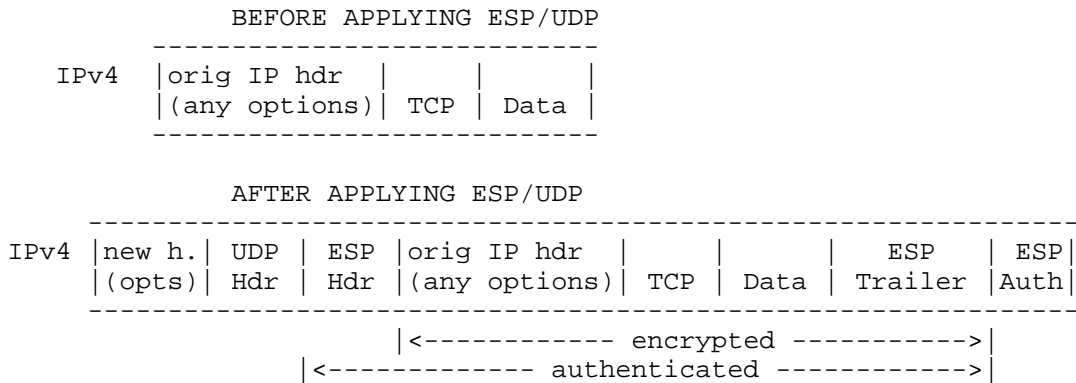 BEFORE APPLYING ESP/UDP
----------------------------
IPv4 |orig IP hdr | | |
|(any options)| TCP | Data |
----------------------------
AFTER APPLYING ESP/UDP
--------------------------------------------------------------
IPv4 |new h.| UDP | ESP |orig IP hdr | | | ESP | ESP|
|(opts)| Hdr | Hdr |(any options)| TCP | Data | Trailer |Auth|
--------------------------------------------------------------
|<------------ encrypted ----------->|
|<------------- authenticated ------------>|